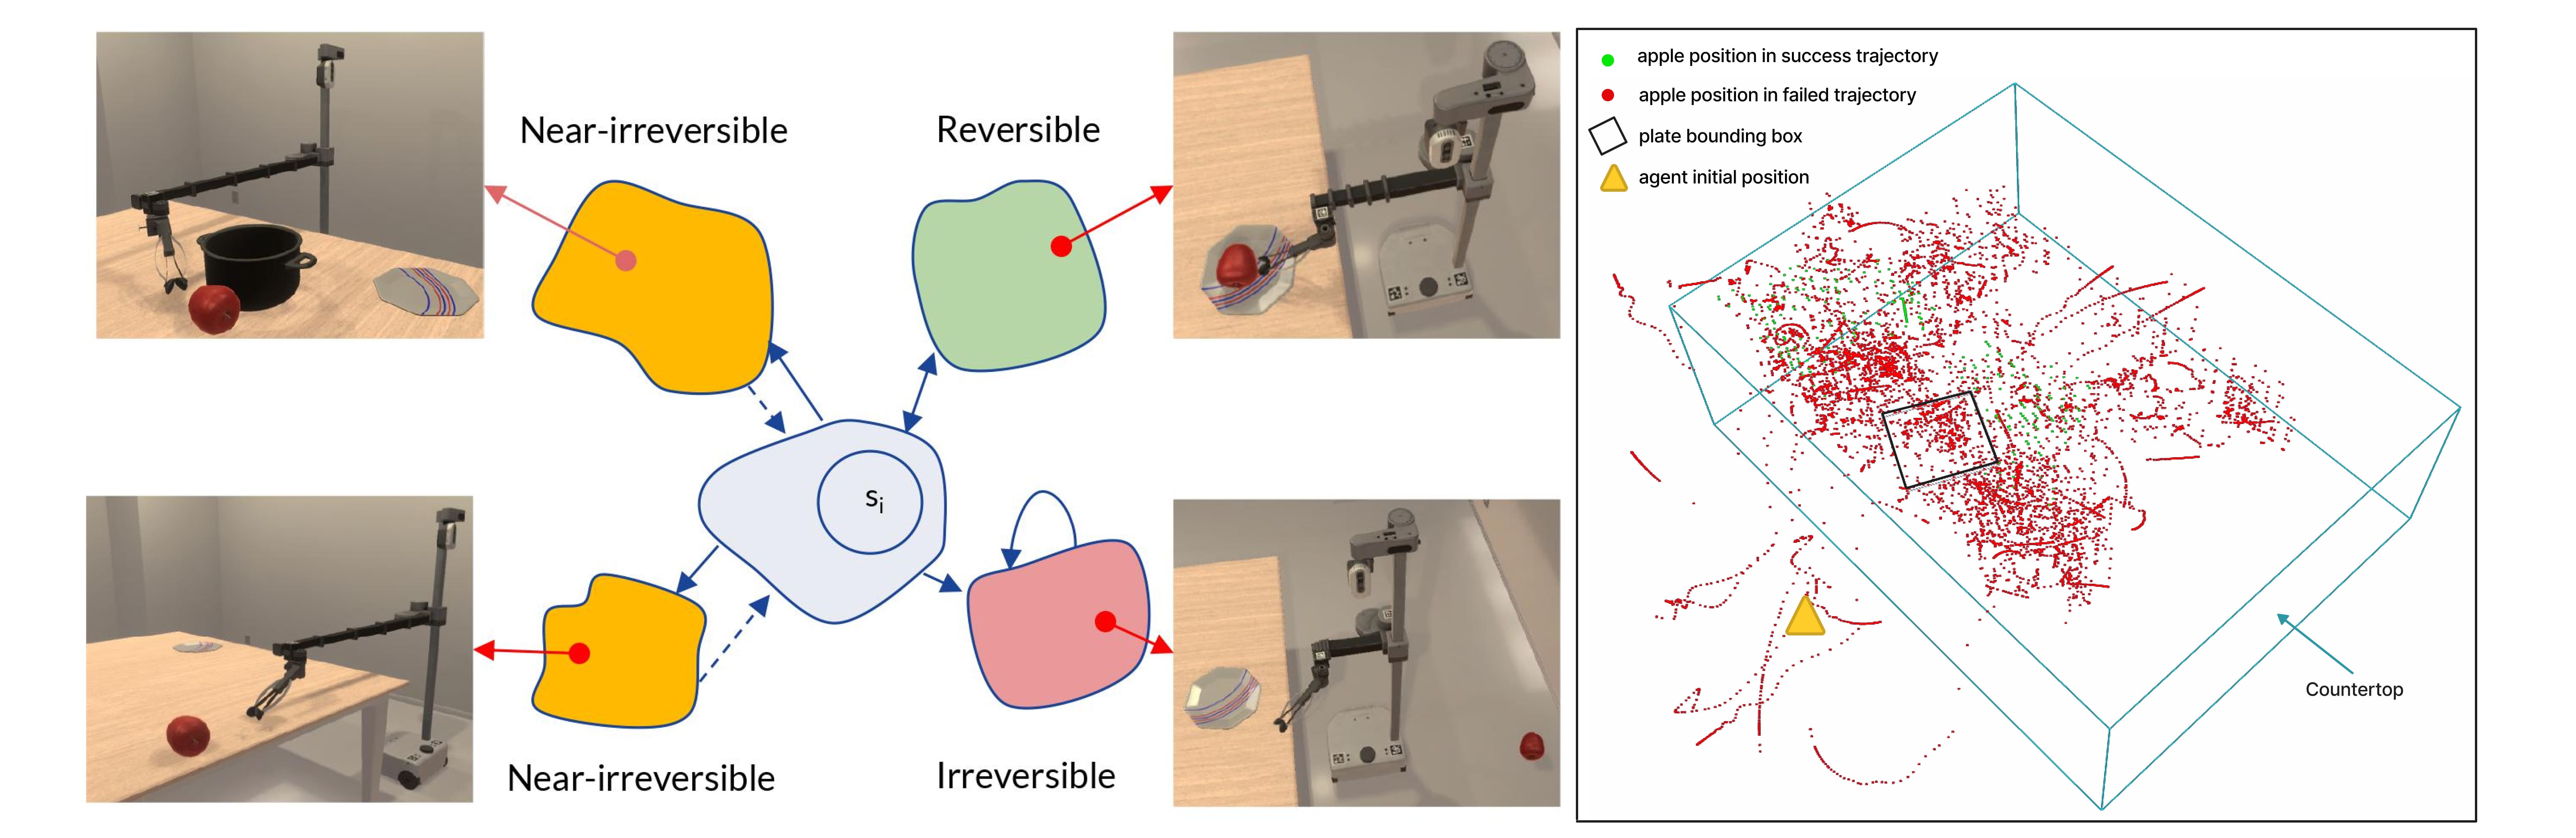 Near-irreversible
Reversible
sᵢ
Near-irreversible
Irreversible
apple position in success trajectory
apple position in failed trajectory
plate bounding box
agent initial position
Countertop